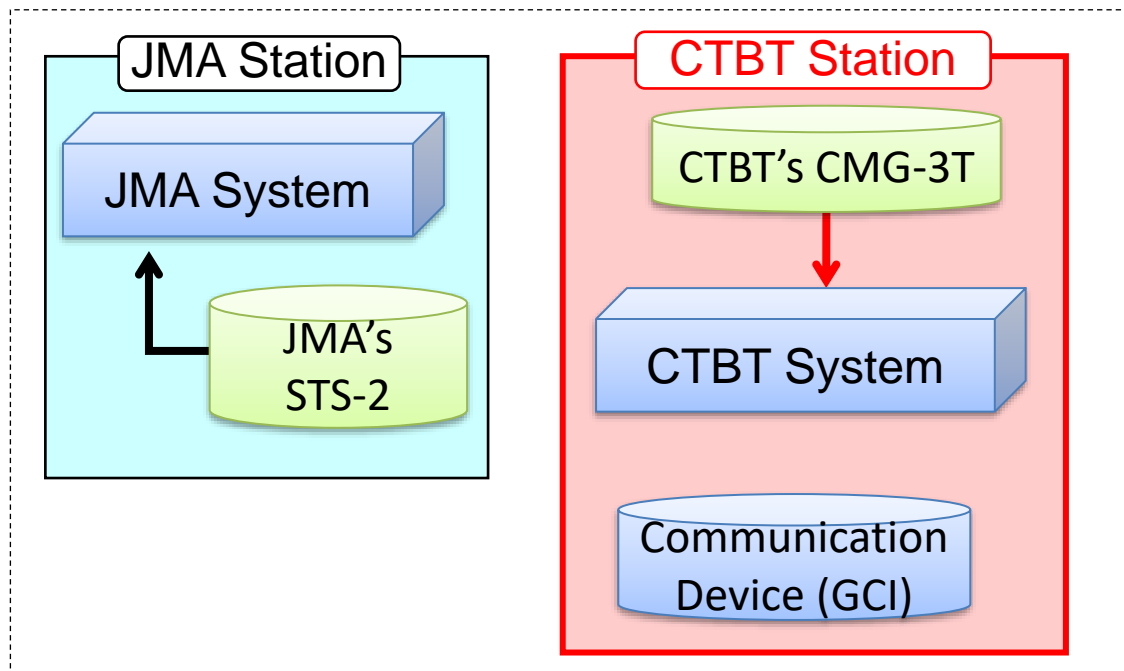 JMA Station
JMA System
JMA’s
STS-2
CTBT Station
CTBT’s CMG-3T
CTBT System
Communication
Device (GCI)